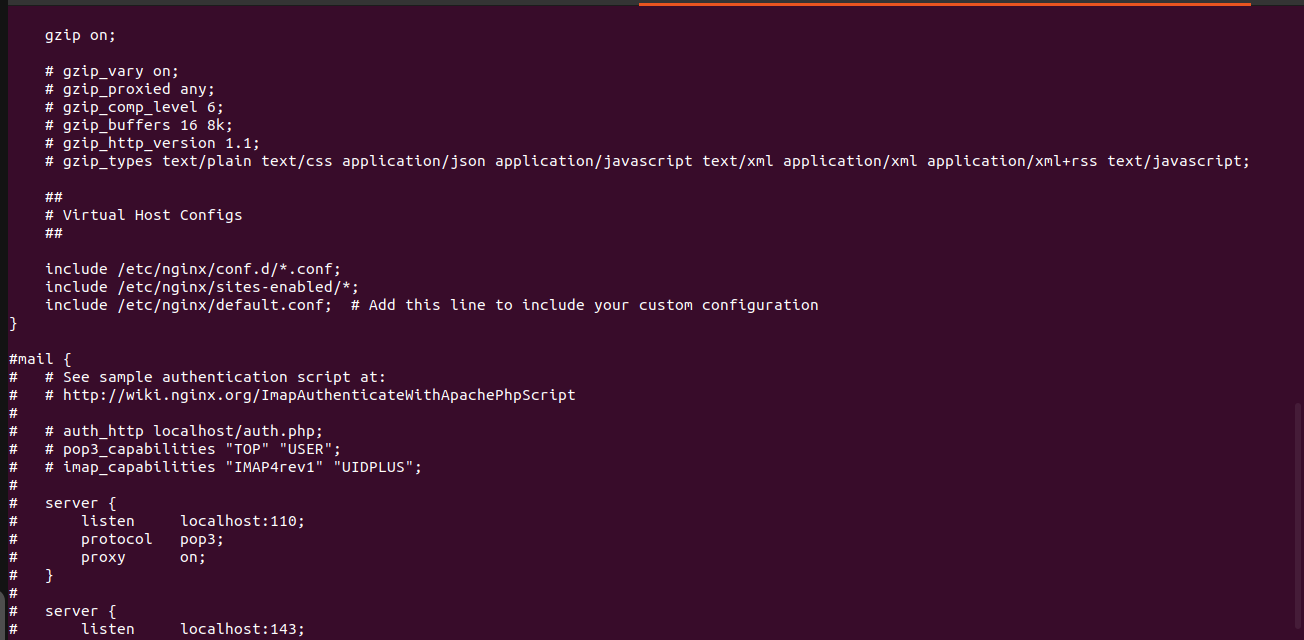 gzip on;
# gzip_vary on;
# gzip_proxied any;
# gzip_comp_level 6;
# gzip_buffers 16 8k;
# gzip_http_version 1.1;
# gzip_types text/plain text/css application/json application/javascript text/xml application/xml application/xml+rss text/javascript;
##
# Virtual Host Configs
##
include /etc/nginx/conf.d/*.conf;
include /etc/nginx/sites-enabled/*;
include /etc/nginx/default.conf;  # Add this line to include your custom configuration
}
#mail {
#   # See sample authentication script at:
#   # http://wiki.nginx.org/ImapAuthenticateWithApachePhpScript
#
#   # auth_http localhost/auth.php;
#   # pop3_capabilities "TOP" "USER";
#   # imap_capabilities "IMAP4rev1" "UIDPLUS";
#
#   server {
#       listen     localhost:110;
#       protocol   pop3;
#       proxy      on;
#   }
#
#   server {
#       listen     localhost:143;